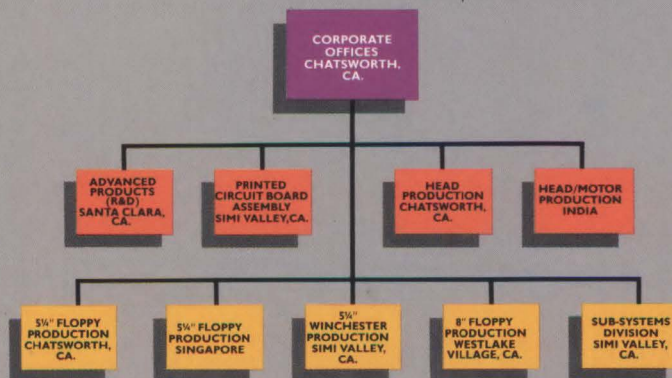 CORPORATE
OFFICES
CHATSWORTH,
CA.
ADVANCED
PRODUCTS
(R&D)
SANTA CLARA,
CA.
PRINTED
CIRCUIT BOARD
ASSEMBLY
SIMI VALLEY,CA.
HEAD
PRODUCTION
CHATSWORTH,
CA.
HEAD/MOTOR
PRODUCTION
INDIA
5¼" FLOPPY
PRODUCTION
CHATSWORTH,
CA.
5¼" FLOPPY
PRODUCTION
SINGAPORE
5¼"
WINCHESTER
PRODUCTION
SIMI VALLEY,
CA.
8" FLOPPY
PRODUCTION
WESTLAKE
VILLAGE, CA.
SUB-SYSTEMS
DIVISION
SIMI VALLEY,
CA.